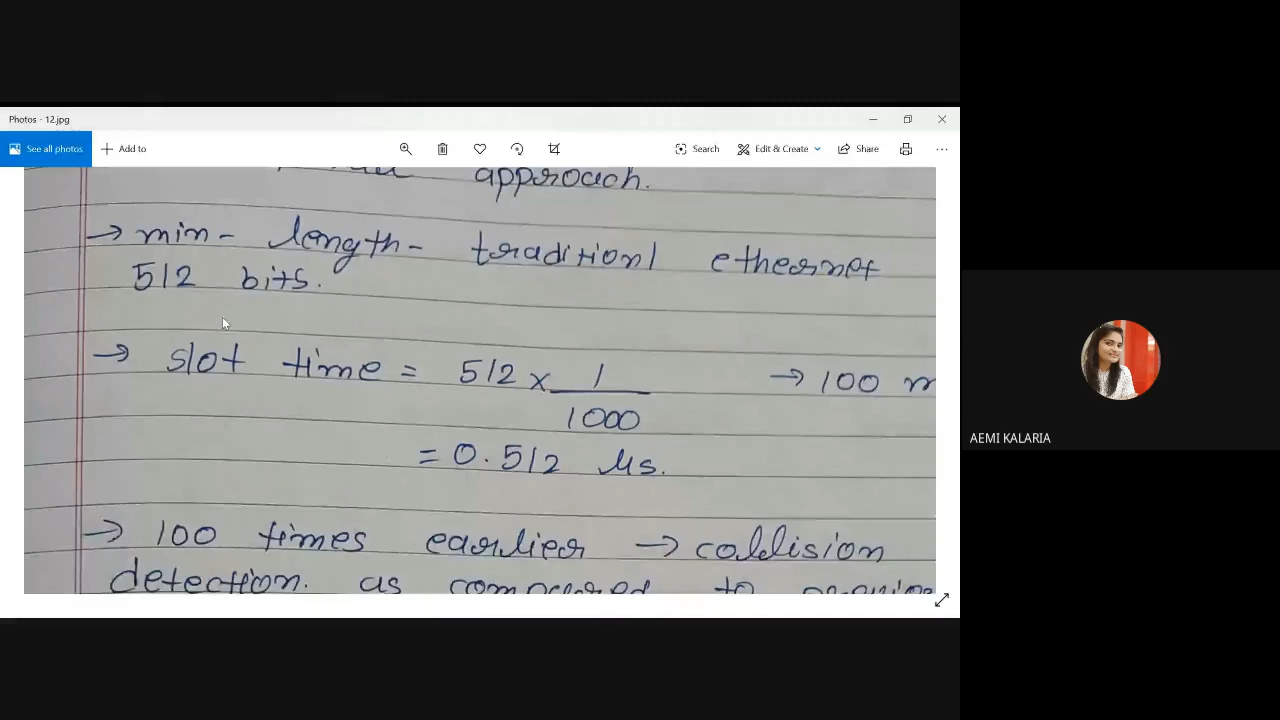 Photos - 12.jpg
See all photos
Add to
Search
Edit & Create
Share
approach.
→ min- length- traditionl ethernet
512 bits.
→ slot time = 512 x 1/1000 → 100 m
= 0.512 µs.
→ 100 times earlier → collision
detection. as compared to
AEMI KALARIA